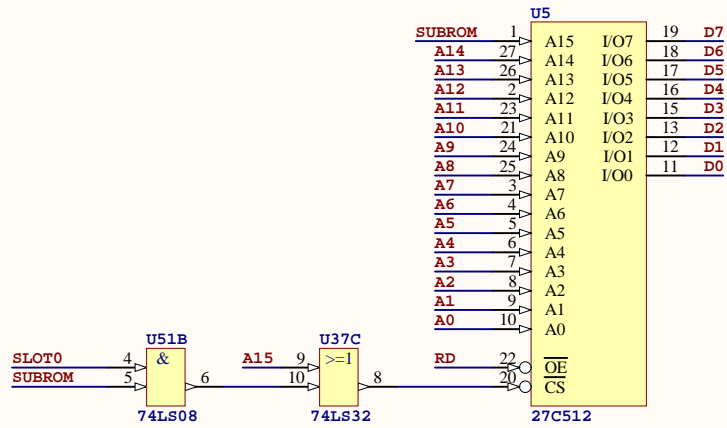 U5
SUBROM 1 A15 I/O7 19 D7
A14 27 A14 I/O6 18 D6
A13 26 A13 I/O5 17 D5
A12 2 A12 I/O4 16 D4
A11 23 A11 I/O3 15 D3
A10 21 A10 I/O2 13 D2
A9 24 A9 I/O1 12 D1
A8 25 A8 I/O0 11 D0
A7 3 A7
A6 4 A6
A5 5 A5
A4 6 A4
A3 7 A3
A2 8 A2
A1 9 A1
A0 10 A0
U51B U37C
SLOT0 4 & A15 9 >=1 RD 22 OE
SUBROM 5 6 10 8 20 CS
74LS08 74LS32 27C512